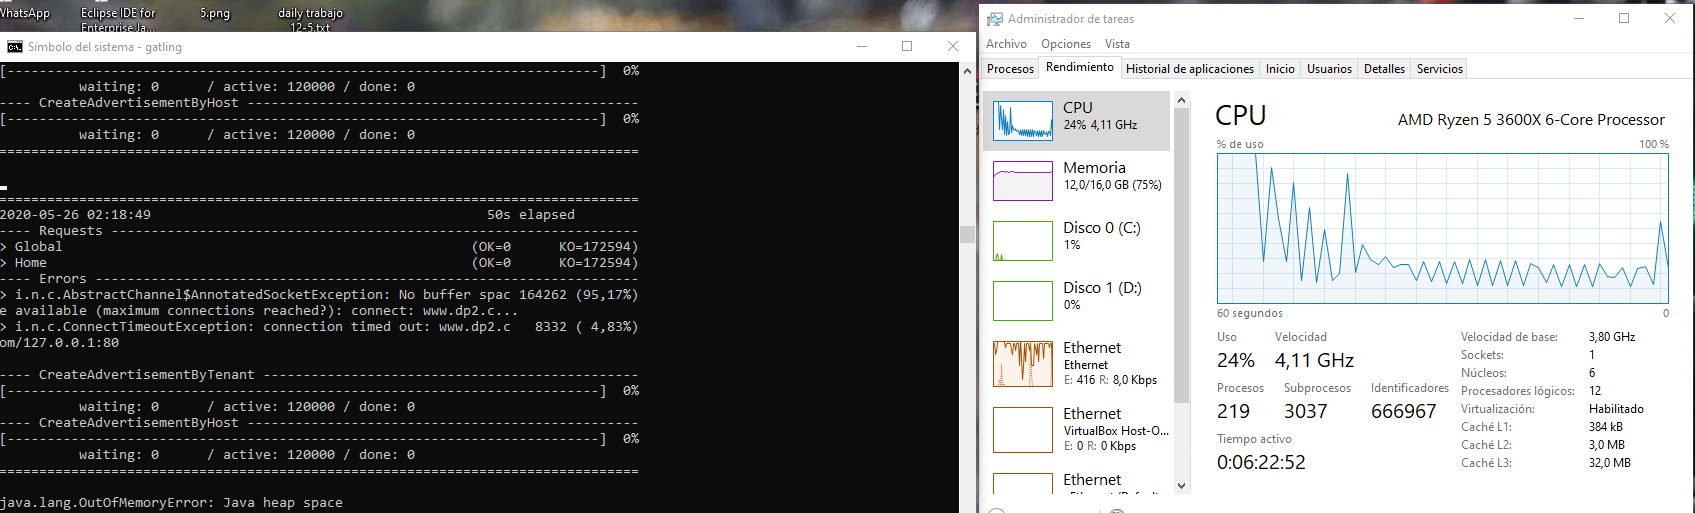 WhatsApp
Eclipse IDE for
Enterprise Ja...
5.png
daily trabajo
12-5.txt
Símbolo del sistema - gatling
[---------------------------------------------------------------------------] 0%
waiting: 0 / active: 120000 / done: 0
---- CreateAdvertisementByHost --------------------------------------------------
[---------------------------------------------------------------------------] 0%
waiting: 0 / active: 120000 / done: 0
================================================================================
================================================================================
2020-05-26 02:18:49 50s elapsed
---- Requests ------------------------------------------------------------------
> Global (OK=0 KO=172594)
> Home (OK=0 KO=172594)
---- Errors --------------------------------------------------------------------
> i.n.c.AbstractChannel$AnnotatedSocketException: No buffer spac 164262 (95,17%)
e available (maximum connections reached?): connect: www.dp2.c...
> i.n.c.ConnectTimeoutException: connection timed out: www.dp2.c 8332 ( 4,83%)
om/127.0.0.1:80
---- CreateAdvertisementByTenant ------------------------------------------------
[---------------------------------------------------------------------------] 0%
waiting: 0 / active: 120000 / done: 0
---- CreateAdvertisementByHost --------------------------------------------------
[---------------------------------------------------------------------------] 0%
waiting: 0 / active: 120000 / done: 0
================================================================================
java.lang.OutOfMemoryError: Java heap space
Administrador de tareas
Archivo Opciones Vista
Procesos Rendimiento Historial de aplicaciones Inicio Usuarios Detalles Servicios
CPU
24% 4,11 GHz
Memoria
12,0/16,0 GB (75%)
Disco 0 (C:)
1%
Disco 1 (D:)
0%
Ethernet
Ethernet
E: 416 R: 8,0 Kbps
Ethernet
VirtualBox Host-O...
E: 0 R: 0 Kbps
Ethernet
CPU AMD Ryzen 5 3600X 6-Core Processor
% de uso 100 %
60 segundos 0
Uso Velocidad
24% 4,11 GHz
Procesos Subprocesos Identificadores
219 3037 666967
Tiempo activo
0:06:22:52
Velocidad de base: 3,80 GHz
Sockets: 1
Núcleos: 6
Procesadores lógicos: 12
Virtualización: Habilitado
Caché L1: 384 kB
Caché L2: 3,0 MB
Caché L3: 32,0 MB